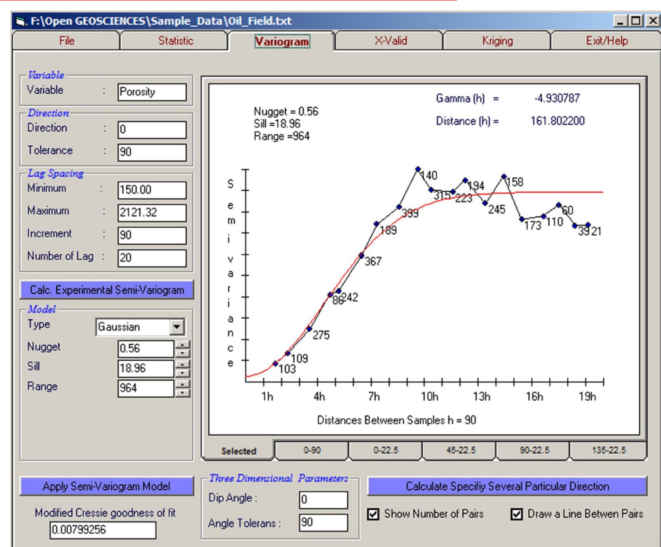 F:\Open GEOSCIENCES\Sample_Data\Oil_Field.txt
File Statistic Variogram X-Valid Kriging Exit/Help
Variable
Variable : Porosity
Direction
Direction : 0
Tolerance : 90
Lag Spacing
Minimum : 150.00
Maximum : 2121.32
Increment : 90
Number of Lag : 20
Calc. Experimental Semi-Variogram
Model
Type Gaussian
Nugget 0.56
Sill 18.96
Range 964
Nugget = 0.56
Sill =18.96
Range =964
Gamma (h) = -4.930787
Distance (h) = 161.802200
Semivariance
103
109
275
86
242
367
189
399
140
315
223
194
245
158
173
110
60
39
21
1h 4h 7h 10h 13h 16h 19h
Distances Between Samples h = 90
Selected 0-90 0-22.5 45-22.5 90-22.5 135-22.5
Apply Semi-Variogram Model
Modified Cressie goodness of fit
0.00799256
Three Dimensional Parameters
Dip Angle : 0
Angle Tolerans : 90
Calculate Specifiy Several Particular Direction
Show Number of Pairs
Draw a Line Betwen Pairs